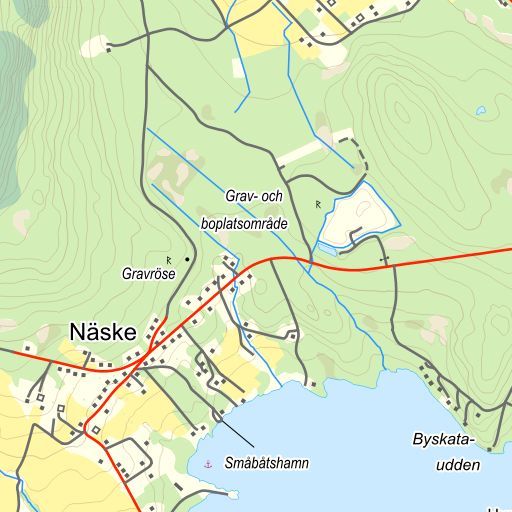 Grav- och
boplatsområde
R
R
Gravröse
Näske
Byskata-
udden
Småbåtshamn